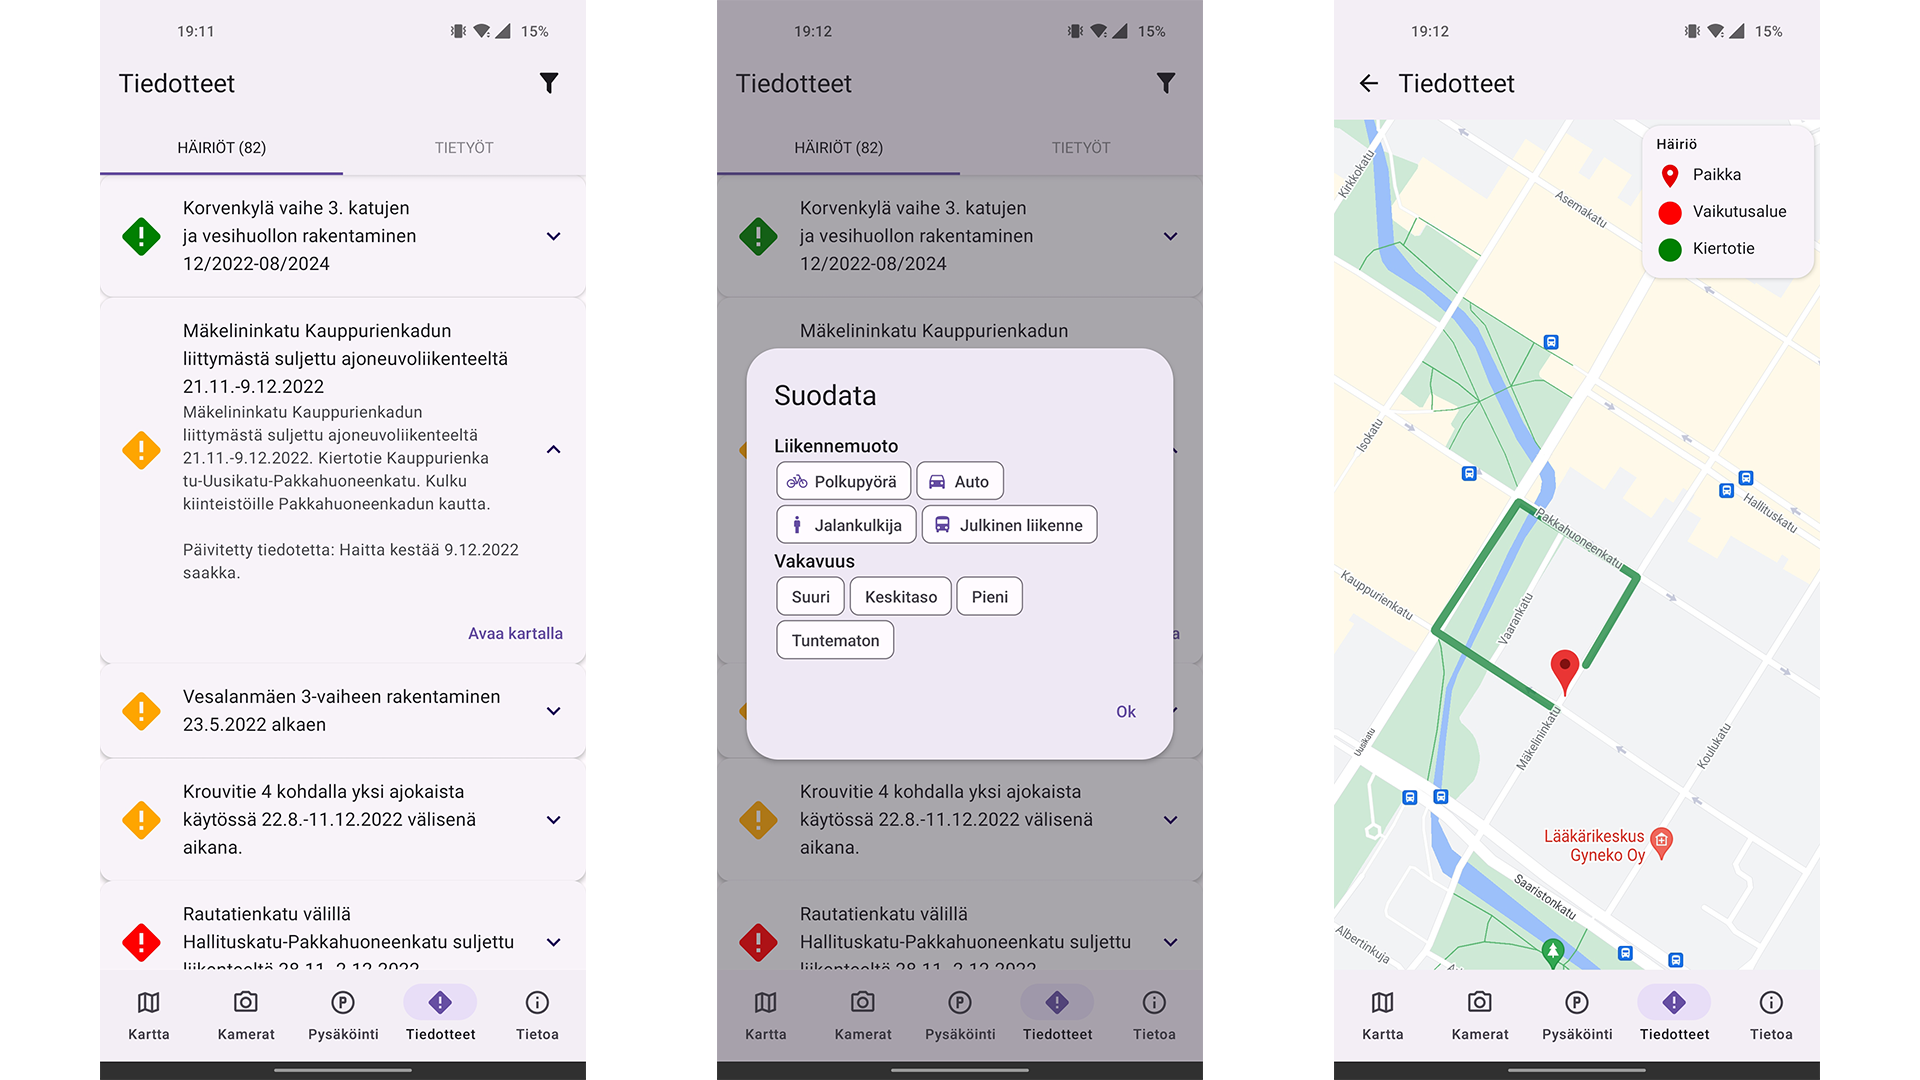 19:11
15%
Tiedotteet
HÄIRIÖT (82)
TIETYÖT
Korvenkylä vaihe 3. katujen
ja vesihuollon rakentaminen
12/2022-08/2024
Mäkelininkatu Kauppurienkadun
liittymästä suljettu ajoneuvoliikenteeltä
21.11.-9.12.2022
Mäkelininkatu Kauppurienkadun
liittymästä suljettu ajoneuvoliikenteeltä
21.11.-9.12.2022. Kiertotie Kauppurienka
tu-Uusikatu-Pakkahuoneenkatu. Kulku
kiinteistöille Pakkahuoneenkadun kautta.
Päivitetty tiedotetta: Haitta kestää 9.12.2022
saakka.
Avaa kartalla
Vesalanmäen 3-vaiheen rakentaminen
23.5.2022 alkaen
Krouvitie 4 kohdalla yksi ajokaista
käytössä 22.8.-11.12.2022 välisenä
aikana.
Rautatienkatu välillä
Hallituskatu-Pakkahuoneenkatu suljettu
liikenteeltä 28.11.-2.12.2022
Kartta
Kamerat
P
Pysäköinti
Tiedotteet
Tietoa
19:12
15%
Tiedotteet
HÄIRIÖT (82)
TIETYÖT
Korvenkylä vaihe 3. katujen
ja vesihuollon rakentaminen
12/2022-08/2024
Mäkelininkatu Kauppurienkadun
Suodata
Liikennemuoto
Polkupyörä
Auto
Jalankulkija
Julkinen liikenne
Vakavuus
Suuri
Keskitaso
Pieni
Tuntematon
Ok
a
Krouvitie 4 kohdalla yksi ajokaista
käytössä 22.8.-11.12.2022 välisenä
aikana.
Rautatienkatu välillä
Hallituskatu-Pakkahuoneenkatu suljettu
liikenteeltä 28.11.-2.12.2022
Kartta
Kamerat
P
Pysäköinti
Tiedotteet
Tietoa
19:12
15%
Tiedotteet
Häiriö
Paikka
Vaikutusalue
Kiertotie
Kirkkokatu
Asemakatu
Isokatu
Hallituskatu
Pakkahuoneenkatu
Kauppurienkatu
Vaarankatu
Uusikatu
Mäkelininkatu
Koulukatu
Lääkärikeskus
Gyneko Oy
Saaristonkatu
Albertinkuja
Kartta
Kamerat
P
Pysäköinti
Tiedotteet
Tietoa